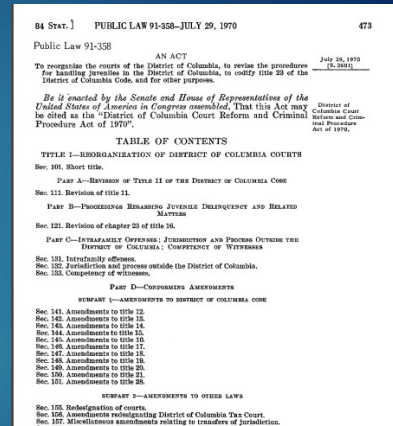 84 STAT. ] PUBLIC LAW 91-358–JULY 29, 1970 473
Public Law 91-358
AN ACT
To reorganize the courts of the District of Columbia, to revise the procedures
for handling juveniles in the District of Columbia, to codify title 23 of the
District of Columbia Code, and for other purposes.
July 29, 1970
[S. 2601]
Be it enacted by the Senate and House of Representatives of the
United States of America in Congress assembled, That this Act may
be cited as the "District of Columbia Court Reform and Criminal
Procedure Act of 1970".
District of
Columbia Court
Reform and Crim-
inal Procedure
Act of 1970.
TABLE OF CONTENTS
TITLE I—REORGANIZATION OF DISTRICT OF COLUMBIA COURTS
Sec. 101. Short title.
PART A—REVISION OF TITLE 11 OF THE DISTRICT OF COLUMBIA CODE
Sec. 111. Revision of title 11.
PART B—PROCEEDINGS REGARDING JUVENILE DELINQUENCY AND RELATED
MATTERS
Sec. 121. Revision of chapter 23 of title 16.
PART C—INTRAFAMILY OFFENSES; JURISDICTION AND PROCESS OUTSIDE THE
DISTRICT OF COLUMBIA; COMPETENCY OF WITNESSES
Sec. 131. Intrafamily offenses.
Sec. 132. Jurisdiction and process outside the District of Columbia.
Sec. 133. Competency of witnesses.
PART D—CONFORMING AMENDMENTS
SUBPART 1—AMENDMENTS TO DISTRICT OF COLUMBIA CODE
Sec. 141. Amendments to title 12.
Sec. 142. Amendments to title 13.
Sec. 143. Amendments to title 14.
Sec. 144. Amendments to title 15.
Sec. 145. Amendments to title 16.
Sec. 146. Amendments to title 17.
Sec. 147. Amendments to title 18.
Sec. 148. Amendments to title 19.
Sec. 149. Amendments to title 20.
Sec. 150. Amendments to title 21.
Sec. 151. Amendments to title 28.
SUBPART 2—AMENDMENTS TO OTHER LAWS
Sec. 155. Redesignation of courts.
Sec. 156. Amendments redesignating District of Columbia Tax Court.
Sec. 157. Miscellaneous amendments relating to transfers of jurisdiction.